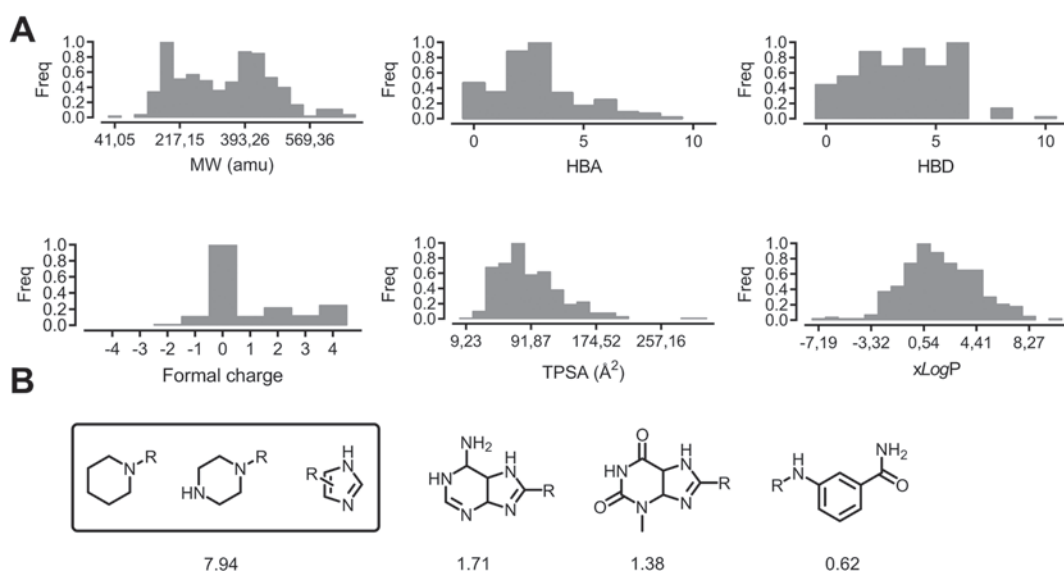 A
Freq
1.0
0.8
0.6
0.4
0.2
0.0
41,05 217,15 393,26 569,36
MW (amu)
Freq
1.0
0.8
0.6
0.4
0.2
0.0
0 5 10
HBA
Freq
1.0
0.8
0.6
0.4
0.2
0.0
0 5 10
HBD
Freq
1.0
0.8
0.6
0.4
0.2
0.0
-4 -3 -2 -1 0 1 2 3 4
Formal charge
Freq
1.0
0.8
0.6
0.4
0.2
0.0
9,23 91,87 174,52 257,16
TPSA (Å²)
Freq
1.0
0.8
0.6
0.4
0.2
0.0
-7,19 -3,32 0,54 4,41 8,27
xLogP
B
N R
HN N R
R H N N
NH₂ HN N H N N R
O HN O N H N N R
H N R NH₂ O
7.94 1.71 1.38 0.62